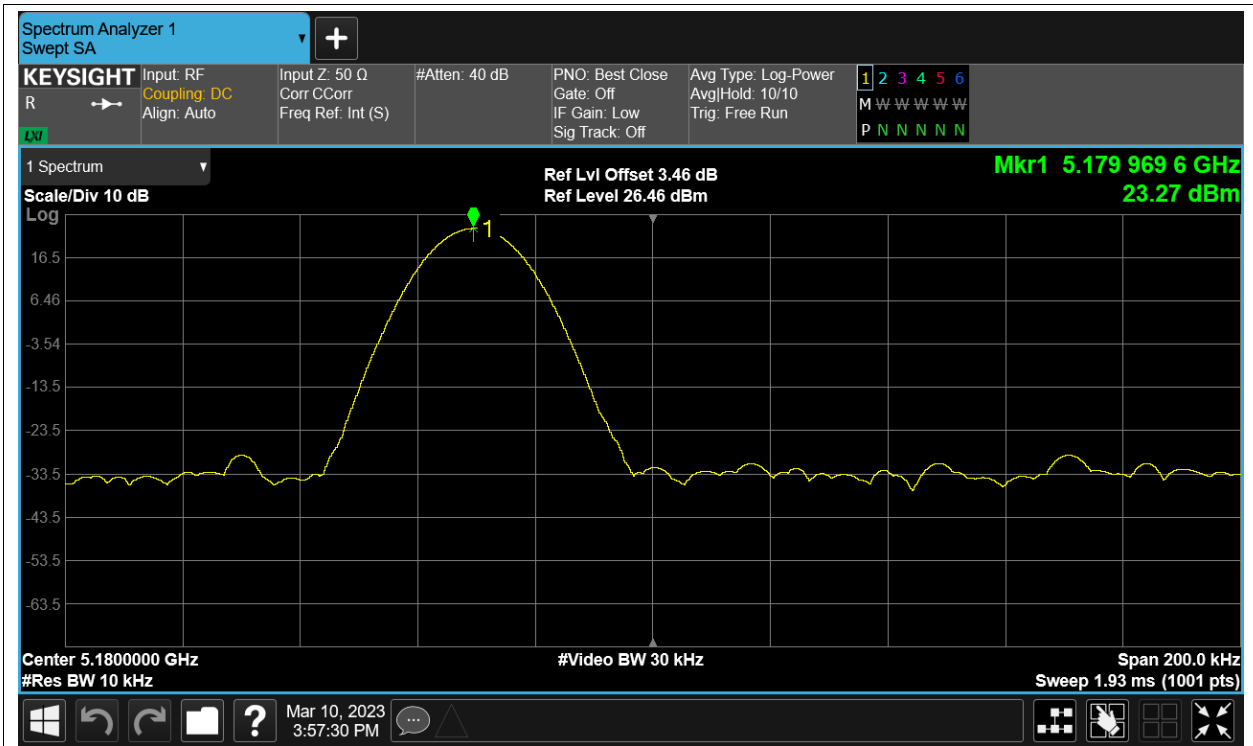 Spectrum Analyzer 1
Swept SA
KEYSIGHT
R
LXI
Input: RF
Coupling: DC
Align: Auto
Input Z: 50 Ω
Corr CCorr
Freq Ref: Int (S)
#Atten: 40 dB
PNO: Best Close
Gate: Off
IF Gain: Low
Sig Track: Off
Avg Type: Log-Power
Avg|Hold: 10/10
Trig: Free Run
1 2 3 4 5 6
M W W W W W
P N N N N N
1 Spectrum
Scale/Div 10 dB
Log
Ref Lvl Offset 3.46 dB
Ref Level 26.46 dBm
Mkr1 5.179 969 6 GHz
23.27 dBm
1
16.5
6.46
-3.54
-13.5
-23.5
-33.5
-43.5
-53.5
-63.5
Center 5.1800000 GHz
#Res BW 10 kHz
#Video BW 30 kHz
Span 200.0 kHz
Sweep 1.93 ms (1001 pts)
?
Mar 10, 2023
3:57:30 PM